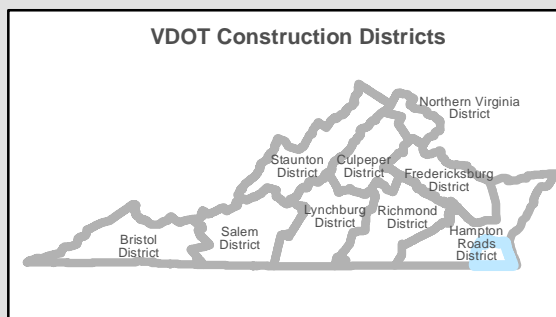 VDOT Construction Districts
Northern Virginia
District
Staunton
District
Culpeper
District
Fredericksburg
District
Lynchburg
District
Richmond
District
Hampton
Roads
District
Salem
District
Bristol
District